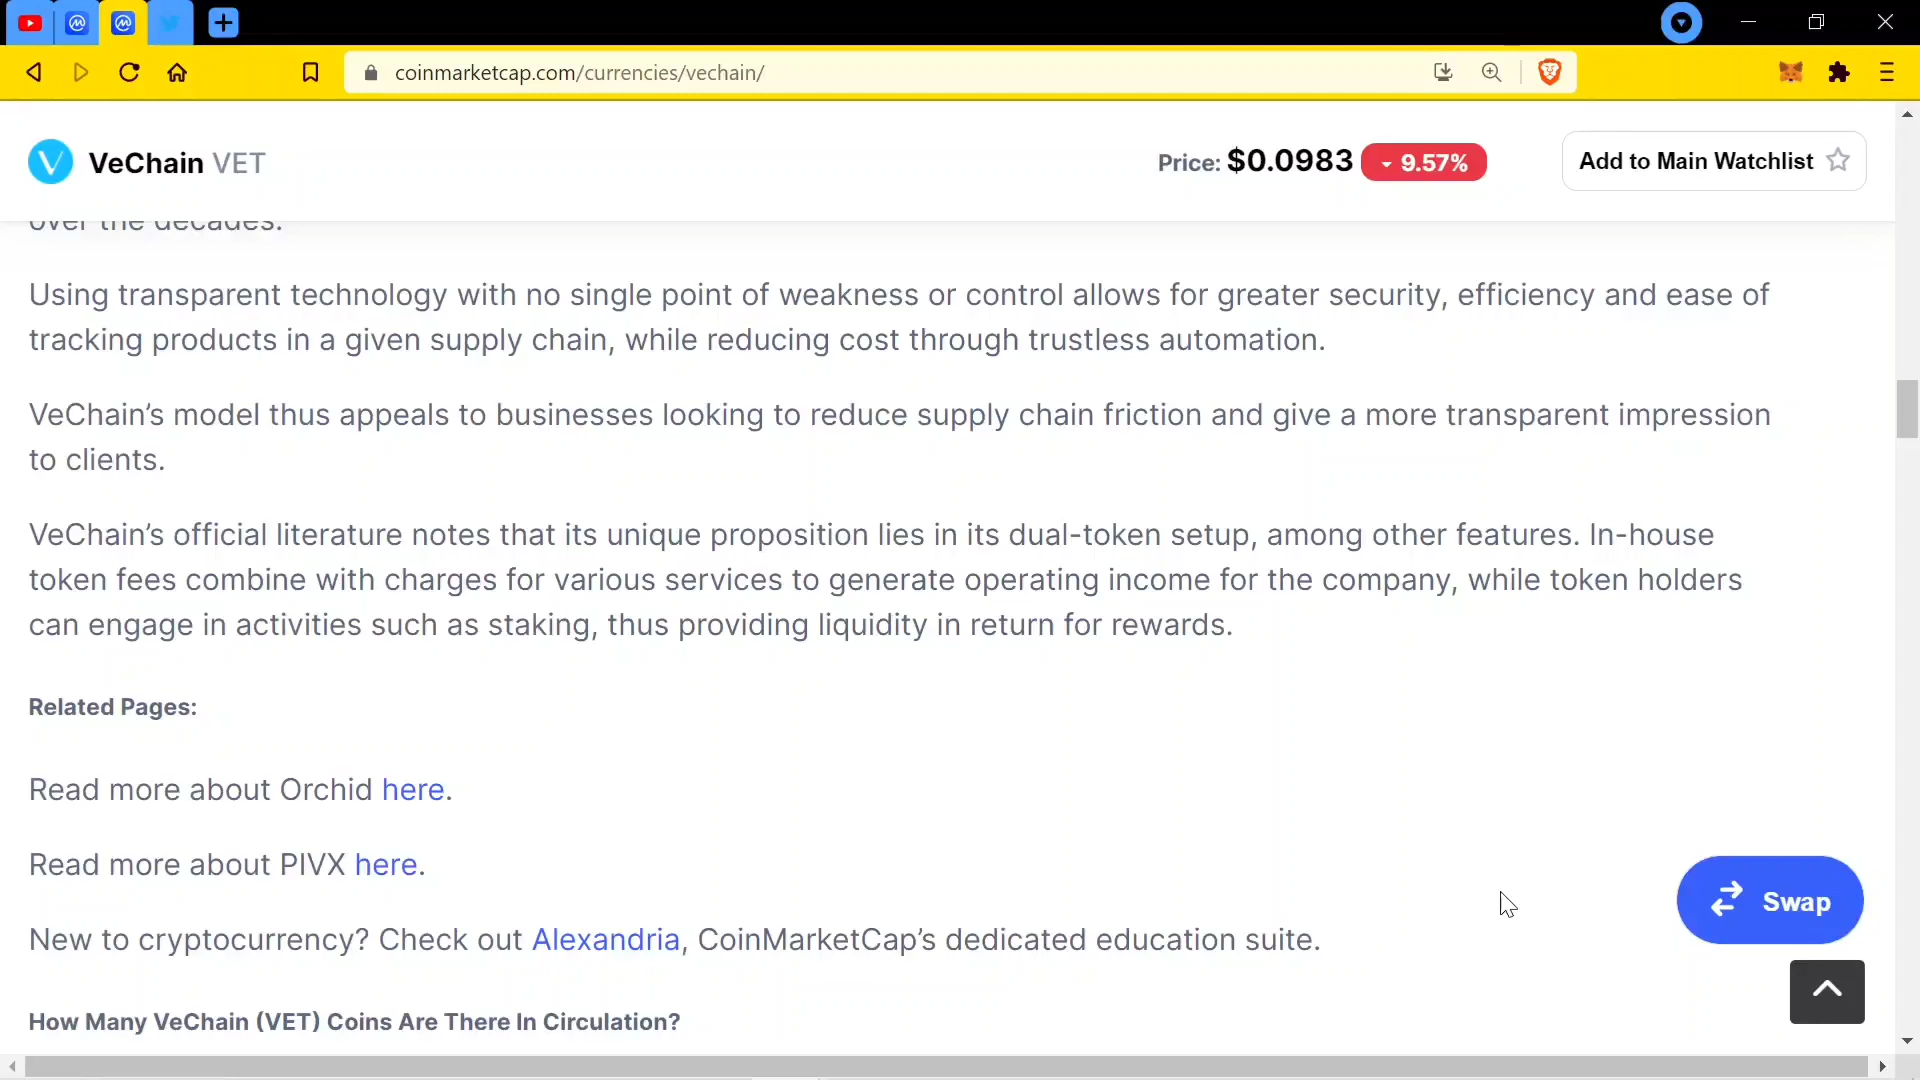 coinmarketcap.com/currencies/vechain/
VeChain VET
Price: $0.0983 9.57%
Add to Main Watchlist
over the decades.
Using transparent technology with no single point of weakness or control allows for greater security, efficiency and ease of
tracking products in a given supply chain, while reducing cost through trustless automation.
VeChain’s model thus appeals to businesses looking to reduce supply chain friction and give a more transparent impression
to clients.
VeChain’s official literature notes that its unique proposition lies in its dual-token setup, among other features. In-house
token fees combine with charges for various services to generate operating income for the company, while token holders
can engage in activities such as staking, thus providing liquidity in return for rewards.
Related Pages:
Read more about Orchid here.
Read more about PIVX here.
Swap
New to cryptocurrency? Check out Alexandria, CoinMarketCap’s dedicated education suite.
How Many VeChain (VET) Coins Are There In Circulation?